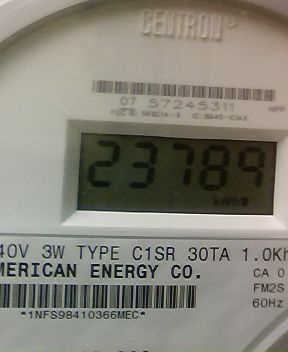 CENTRON
07 57245311
23789
kWh
40V 3W TYPE C1SR 30TA 1.0Kh
MERICAN ENERGY CO.
CA 0
FM2S
60Hz
*1NFS98410366MEC*